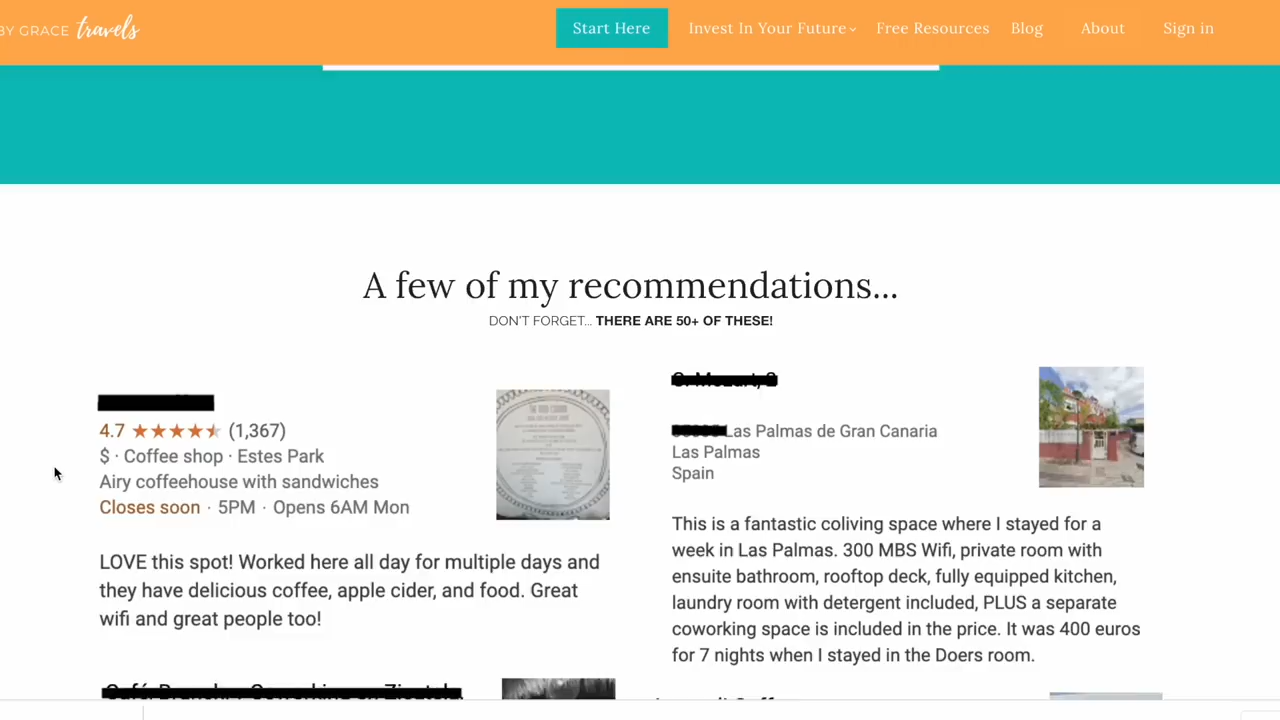 BY GRACE travels
Start Here
Invest In Your Future
Free Resources
Blog
About
Sign in
A few of my recommendations...
DON'T FORGET... THERE ARE 50+ OF THESE!
4.7
(1,367)
$ · Coffee shop · Estes Park
Airy coffeehouse with sandwiches
Closes soon · 5PM · Opens 6AM Mon
LOVE this spot! Worked here all day for multiple days and
they have delicious coffee, apple cider, and food. Great
wifi and great people too!
Las Palmas de Gran Canaria
Las Palmas
Spain
This is a fantastic coliving space where I stayed for a
week in Las Palmas. 300 MBS Wifi, private room with
ensuite bathroom, rooftop deck, fully equipped kitchen,
laundry room with detergent included, PLUS a separate
coworking space is included in the price. It was 400 euros
for 7 nights when I stayed in the Doers room.